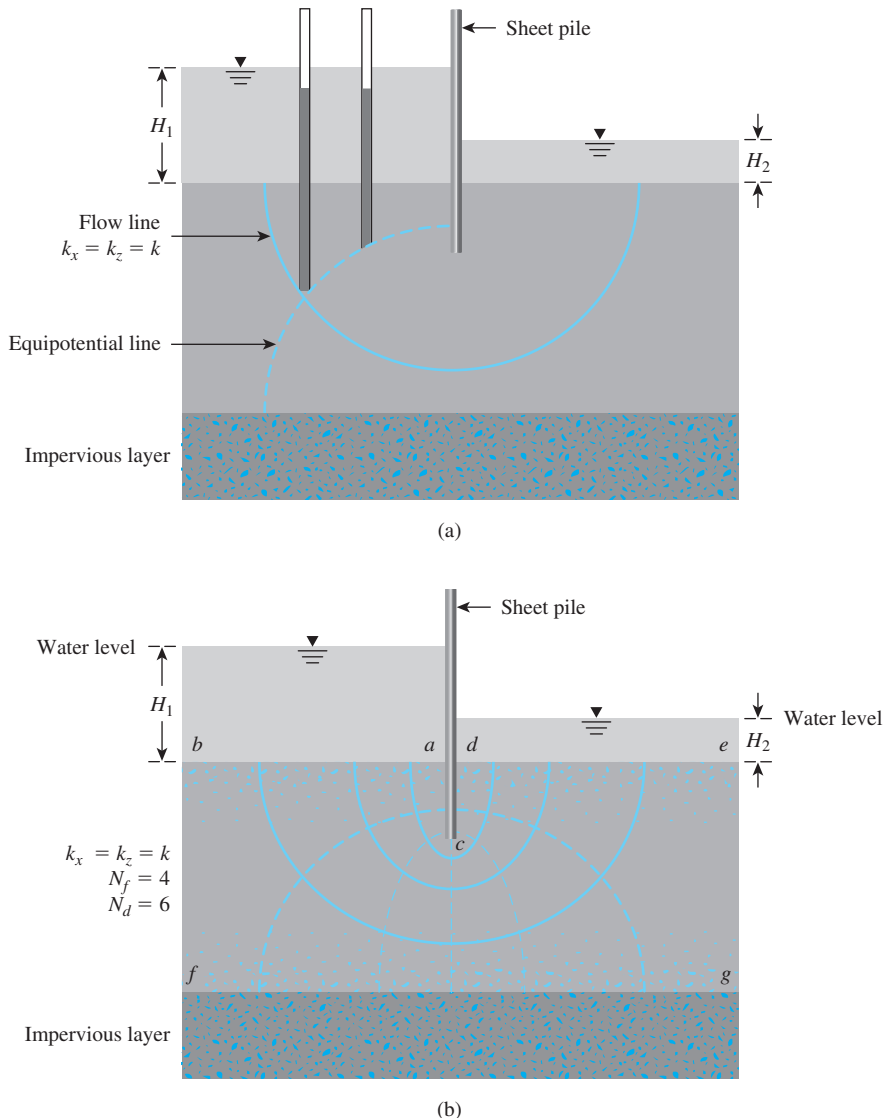 Sheet pile
H1
H2
Flow line
kx = kz = k
Equipotential line
Impervious layer
(a)
Sheet pile
Water level
H1
b
a
d
e
H2
Water level
c
kx = kz = k
Nf = 4
Nd = 6
f
g
Impervious layer
(b)